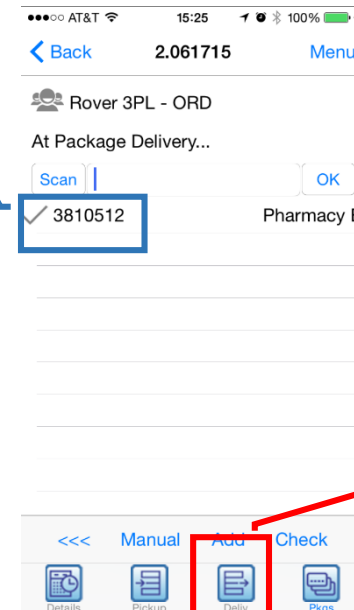 AT&T 15:25 100%
Back 2.061715 Menu
Rover 3PL - ORD
At Package Delivery...
Scan OK
3810512 Pharmacy E
<<< Manual Add Check
Details Pickup Deliv Pkgs